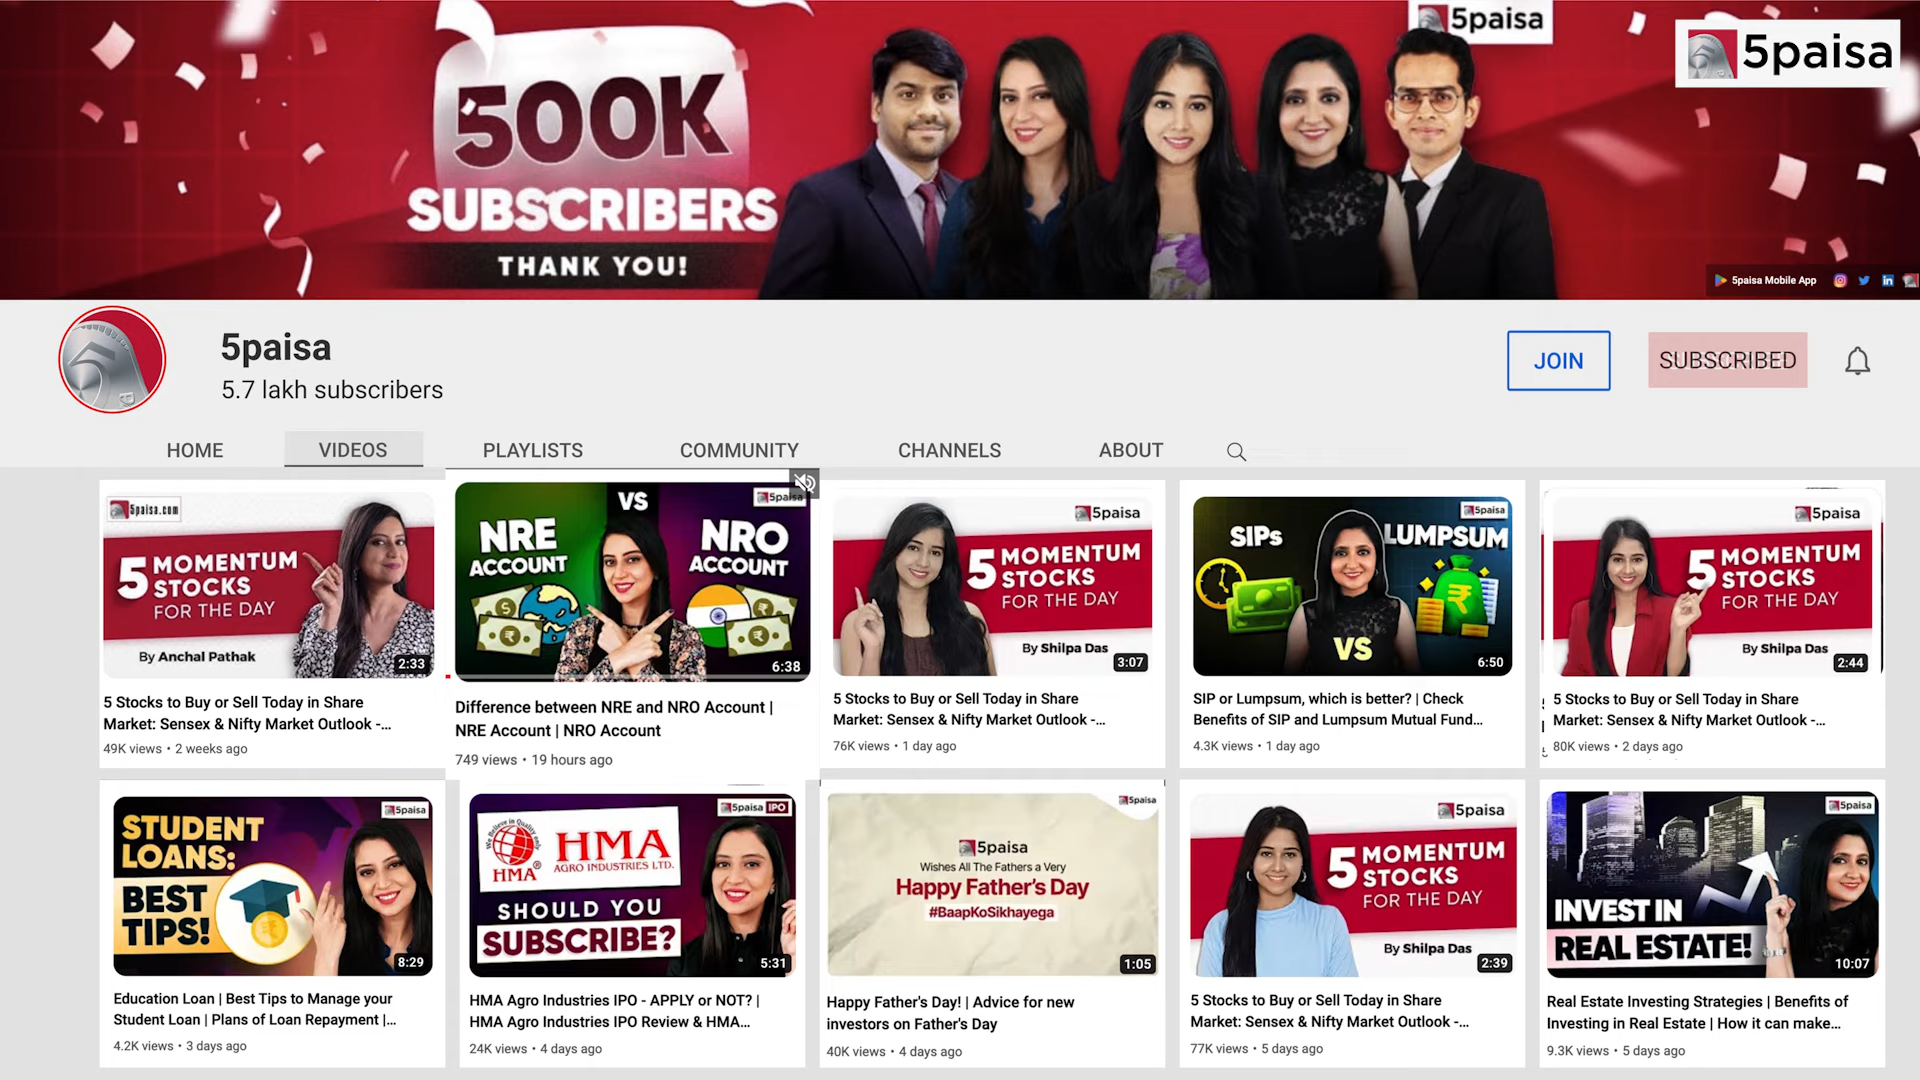 5paisa
5paisa
500K
SUBSCRIBERS
THANK YOU!
5paisa Mobile App
5paisa
5.7 lakh subscribers
JOIN
SUBSCRIBED
HOME
VIDEOS
PLAYLISTS
COMMUNITY
CHANNELS
ABOUT
5paisa.com
5 MOMENTUM
STOCKS
FOR THE DAY
By Anchal Pathak
2:33
5 Stocks to Buy or Sell Today in Share
Market: Sensex & Nifty Market Outlook -...
49K views • 2 weeks ago
VS
5paisa
NRE
ACCOUNT
NRO
ACCOUNT
6:38
Difference between NRE and NRO Account |
NRE Account | NRO Account
749 views • 19 hours ago
5paisa
5 MOMENTUM
STOCKS
FOR THE DAY
By Shilpa Das
3:07
5 Stocks to Buy or Sell Today in Share
Market: Sensex & Nifty Market Outlook -...
76K views • 1 day ago
5paisa
SIPs
LUMPSUM
VS
6:50
SIP or Lumpsum, which is better? | Check
Benefits of SIP and Lumpsum Mutual Fund...
4.3K views • 1 day ago
5paisa
5 MOMENTUM
STOCKS
FOR THE DAY
By Shilpa Das
2:44
5 Stocks to Buy or Sell Today in Share
Market: Sensex & Nifty Market Outlook -...
80K views • 2 days ago
5paisa
STUDENT
LOANS:
BEST
TIPS!
8:29
Education Loan | Best Tips to Manage your
Student Loan | Plans of Loan Repayment |...
4.2K views • 3 days ago
5paisa IPO
We Believe in Quality only
HMA
HMA
AGRO INDUSTRIES LTD.
SHOULD YOU
SUBSCRIBE?
5:31
HMA Agro Industries IPO - APPLY or NOT? |
HMA Agro Industries IPO Review & HMA...
24K views • 4 days ago
5paisa
5paisa
Wishes All The Fathers a Very
Happy Father's Day
#BaapKoSikhayega
1:05
Happy Father's Day! | Advice for new
investors on Father's Day
40K views • 4 days ago
5paisa
5 MOMENTUM
STOCKS
FOR THE DAY
By Shilpa Das
2:39
5 Stocks to Buy or Sell Today in Share
Market: Sensex & Nifty Market Outlook -...
77K views • 5 days ago
5paisa
INVEST IN
REAL ESTATE!
10:07
Real Estate Investing Strategies | Benefits of
Investing in Real Estate | How it can make...
9.3K views • 5 days ago